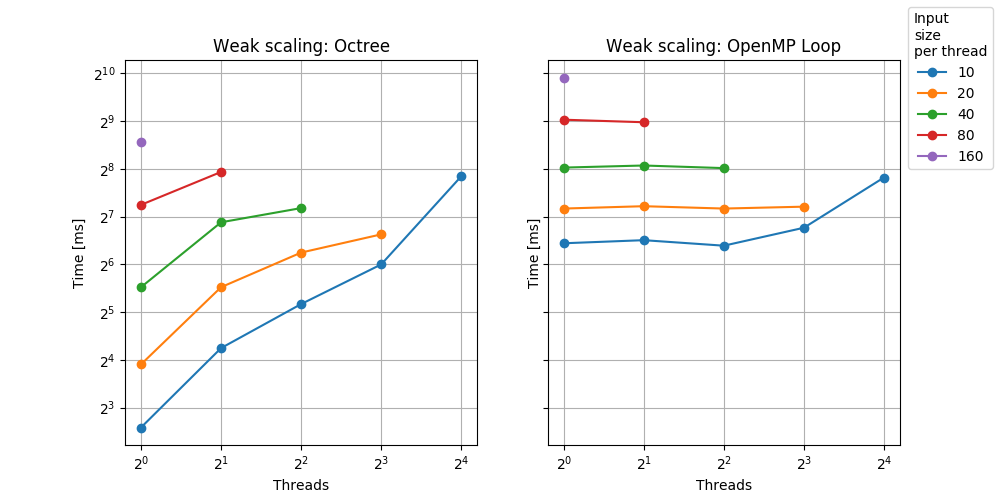 Weak scaling: Octree
2^10
2^9
2^8
2^7
2^6
2^5
2^4
2^3
Time [ms]
2^0 2^1 2^2 2^3 2^4
Threads
Weak scaling: OpenMP Loop
Time [ms]
2^0 2^1 2^2 2^3 2^4
Threads
Input
size
per thread
10
20
40
80
160